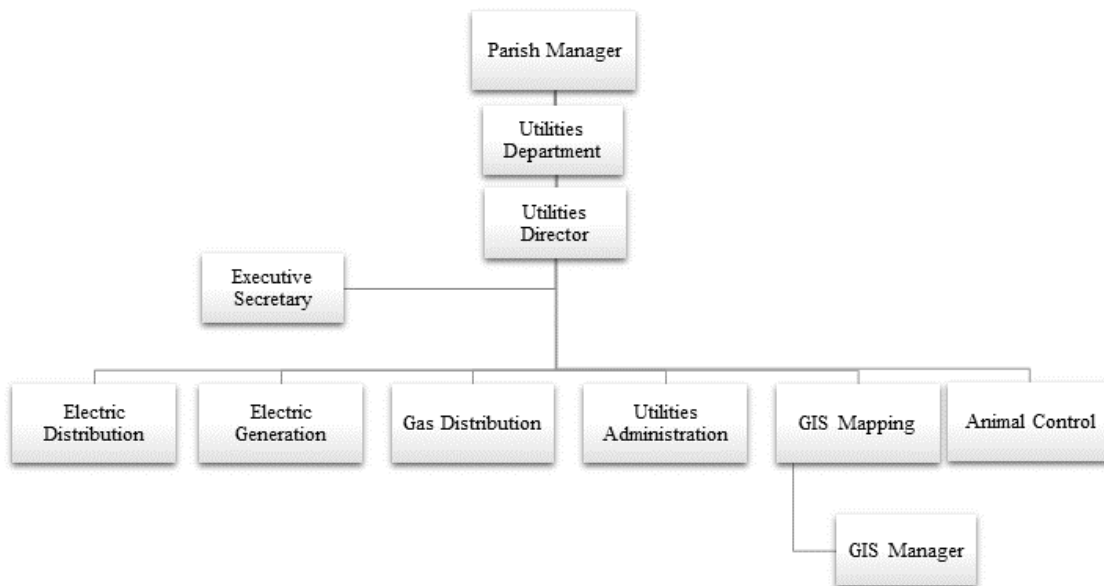 Parish Manager
Utilities
Department
Utilities
Director
Executive
Secretary
Electric
Distribution
Electric
Generation
Gas Distribution
Utilities
Administration
GIS Mapping
Animal Control
GIS Manager